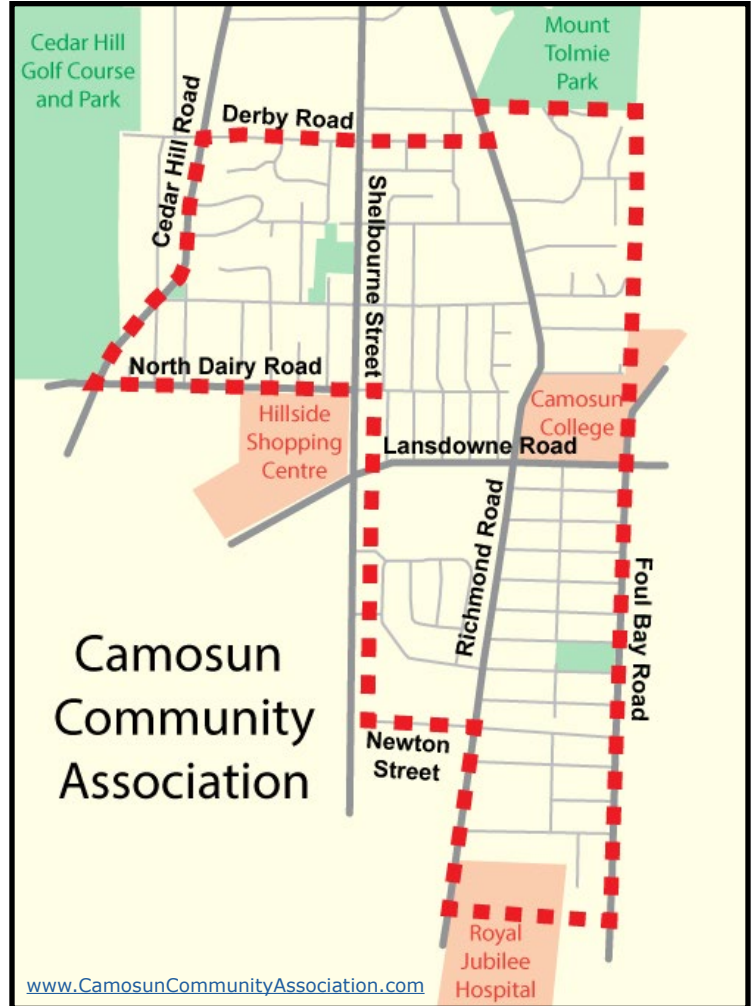 Cedar Hill
Golf Course
and Park
Mount
Tolmie
Park
Derby Road
Cedar Hill Road
Shelbourne Street
North Dairy Road
Hillside
Shopping
Centre
Camosun
College
Lansdowne Road
Richmond Road
Foul Bay Road
Camosun
Community
Association
Newton
Street
Royal
Jubilee
Hospital
www.CamosunCommunityAssociation.com